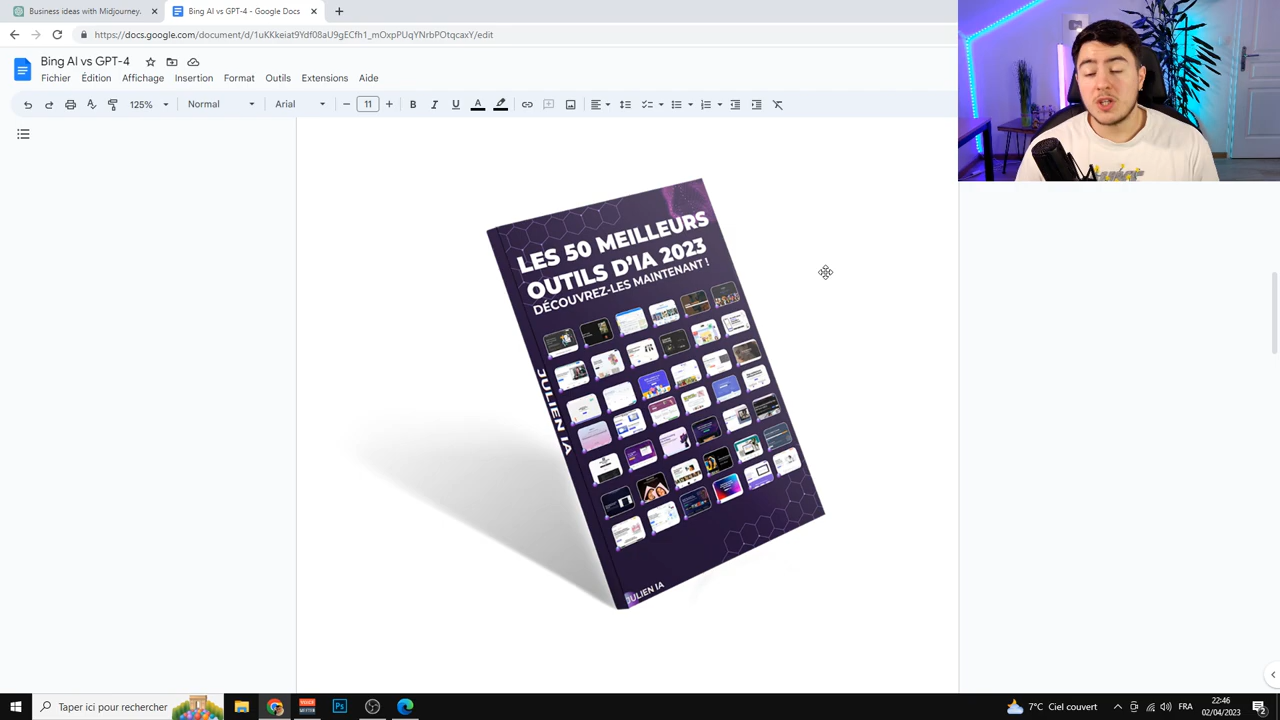 Business ideas with Midjourney.
Bing AI vs GPT-4 - Google Docs
https://docs.google.com/document/d/1uKKkcIt9Ydf08aU9gECfh1_mOxpPUqYNrbPOtqcaxY/edit
Bing AI vs GPT-4
Fichier Édition Affichage Insertion Format Outils Extensions Aide
125% Normal Arial 11
LES 50 MEILLEURS
OUTILS D'IA 2023
DÉCOUVREZ-LES MAINTENANT !
JULIEN IA
JULIEN IA
Taper ici pour rechercher
Ps
7°C Ciel couvert
FRA
22:46
02/04/2023
2